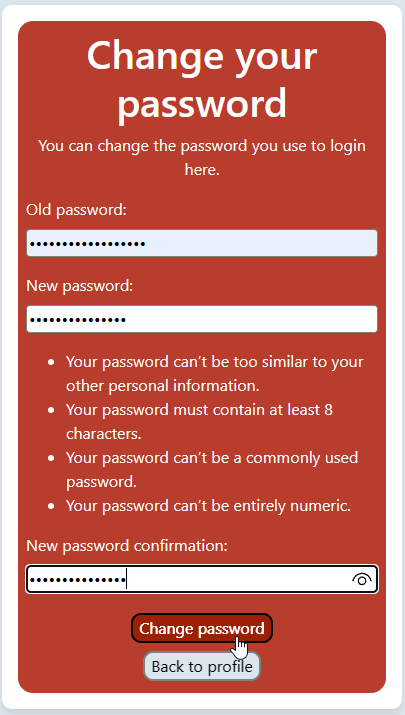 Change your
password
You can change the password you use to login
here.
Old password:
••••••••••••••••••
New password:
•••••••••••••••
• Your password can’t be too similar to your
other personal information.
• Your password must contain at least 8
characters.
• Your password can’t be a commonly used
password.
• Your password can’t be entirely numeric.
New password confirmation:
•••••••••••••••
Change password
Back to profile